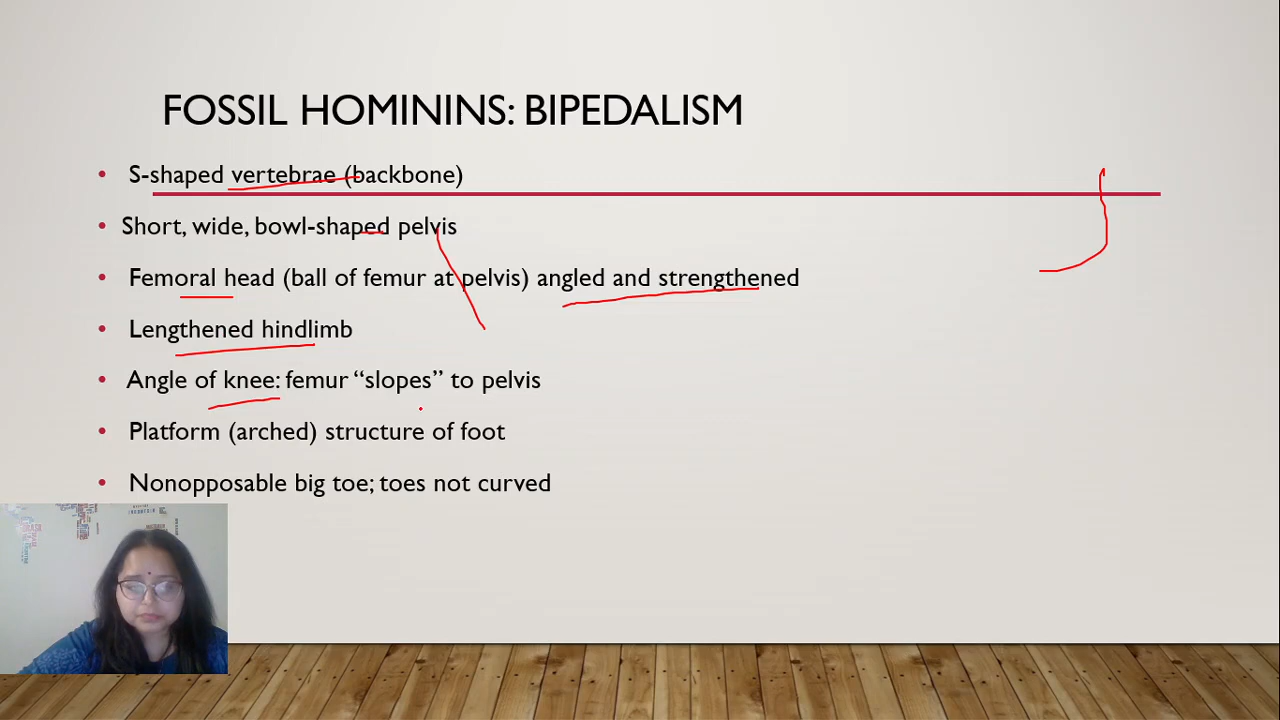 FOSSIL HOMININS: BIPEDALISM
• S-shaped vertebrae (backbone)
• Short, wide, bowl-shaped pelvis
• Femoral head (ball of femur at pelvis) angled and strengthened
• Lengthened hindlimb
• Angle of knee: femur “slopes” to pelvis
• Platform (arched) structure of foot
• Nonopposable big toe; toes not curved